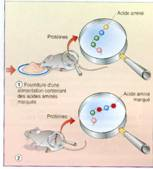 Acide aminé
Protéines
① Fourniture d'une
alimentation contenant
des acides aminés
marqués
Acide aminé
marqué
Protéines
②